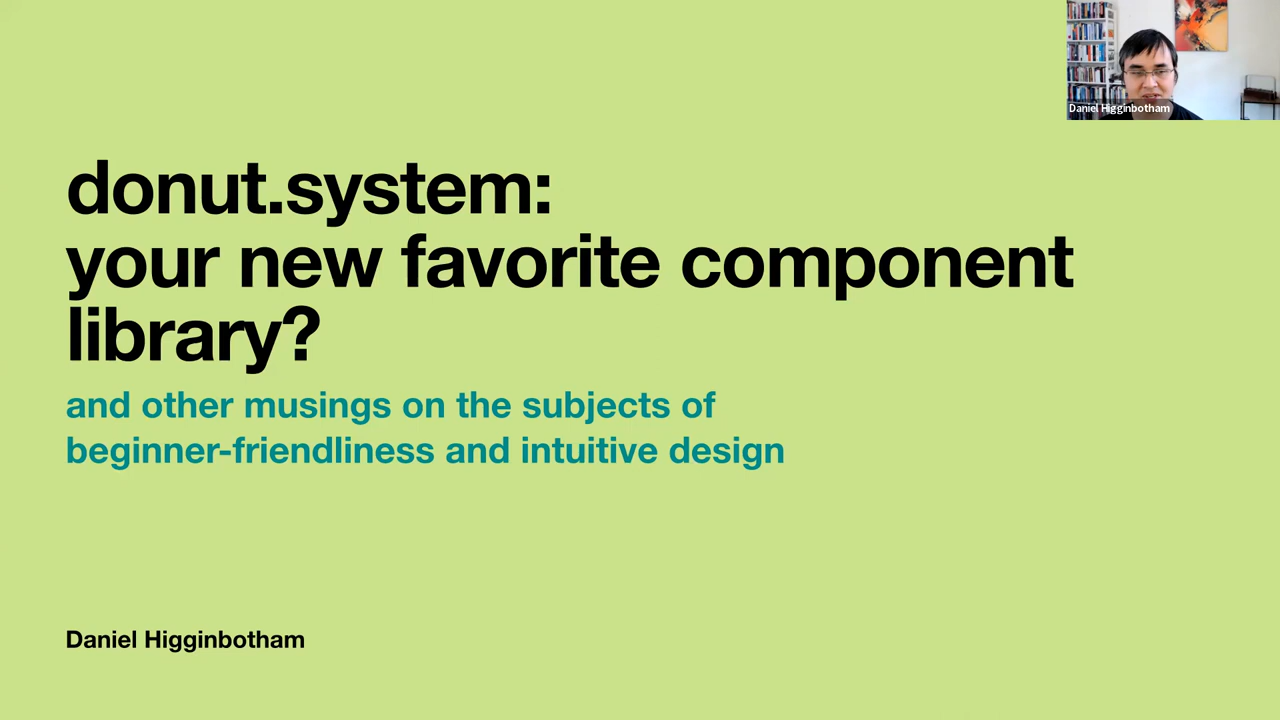 Daniel Higginbotham
donut.system:
your new favorite component
library?
and other musings on the subjects of
beginner-friendliness and intuitive design
Daniel Higginbotham